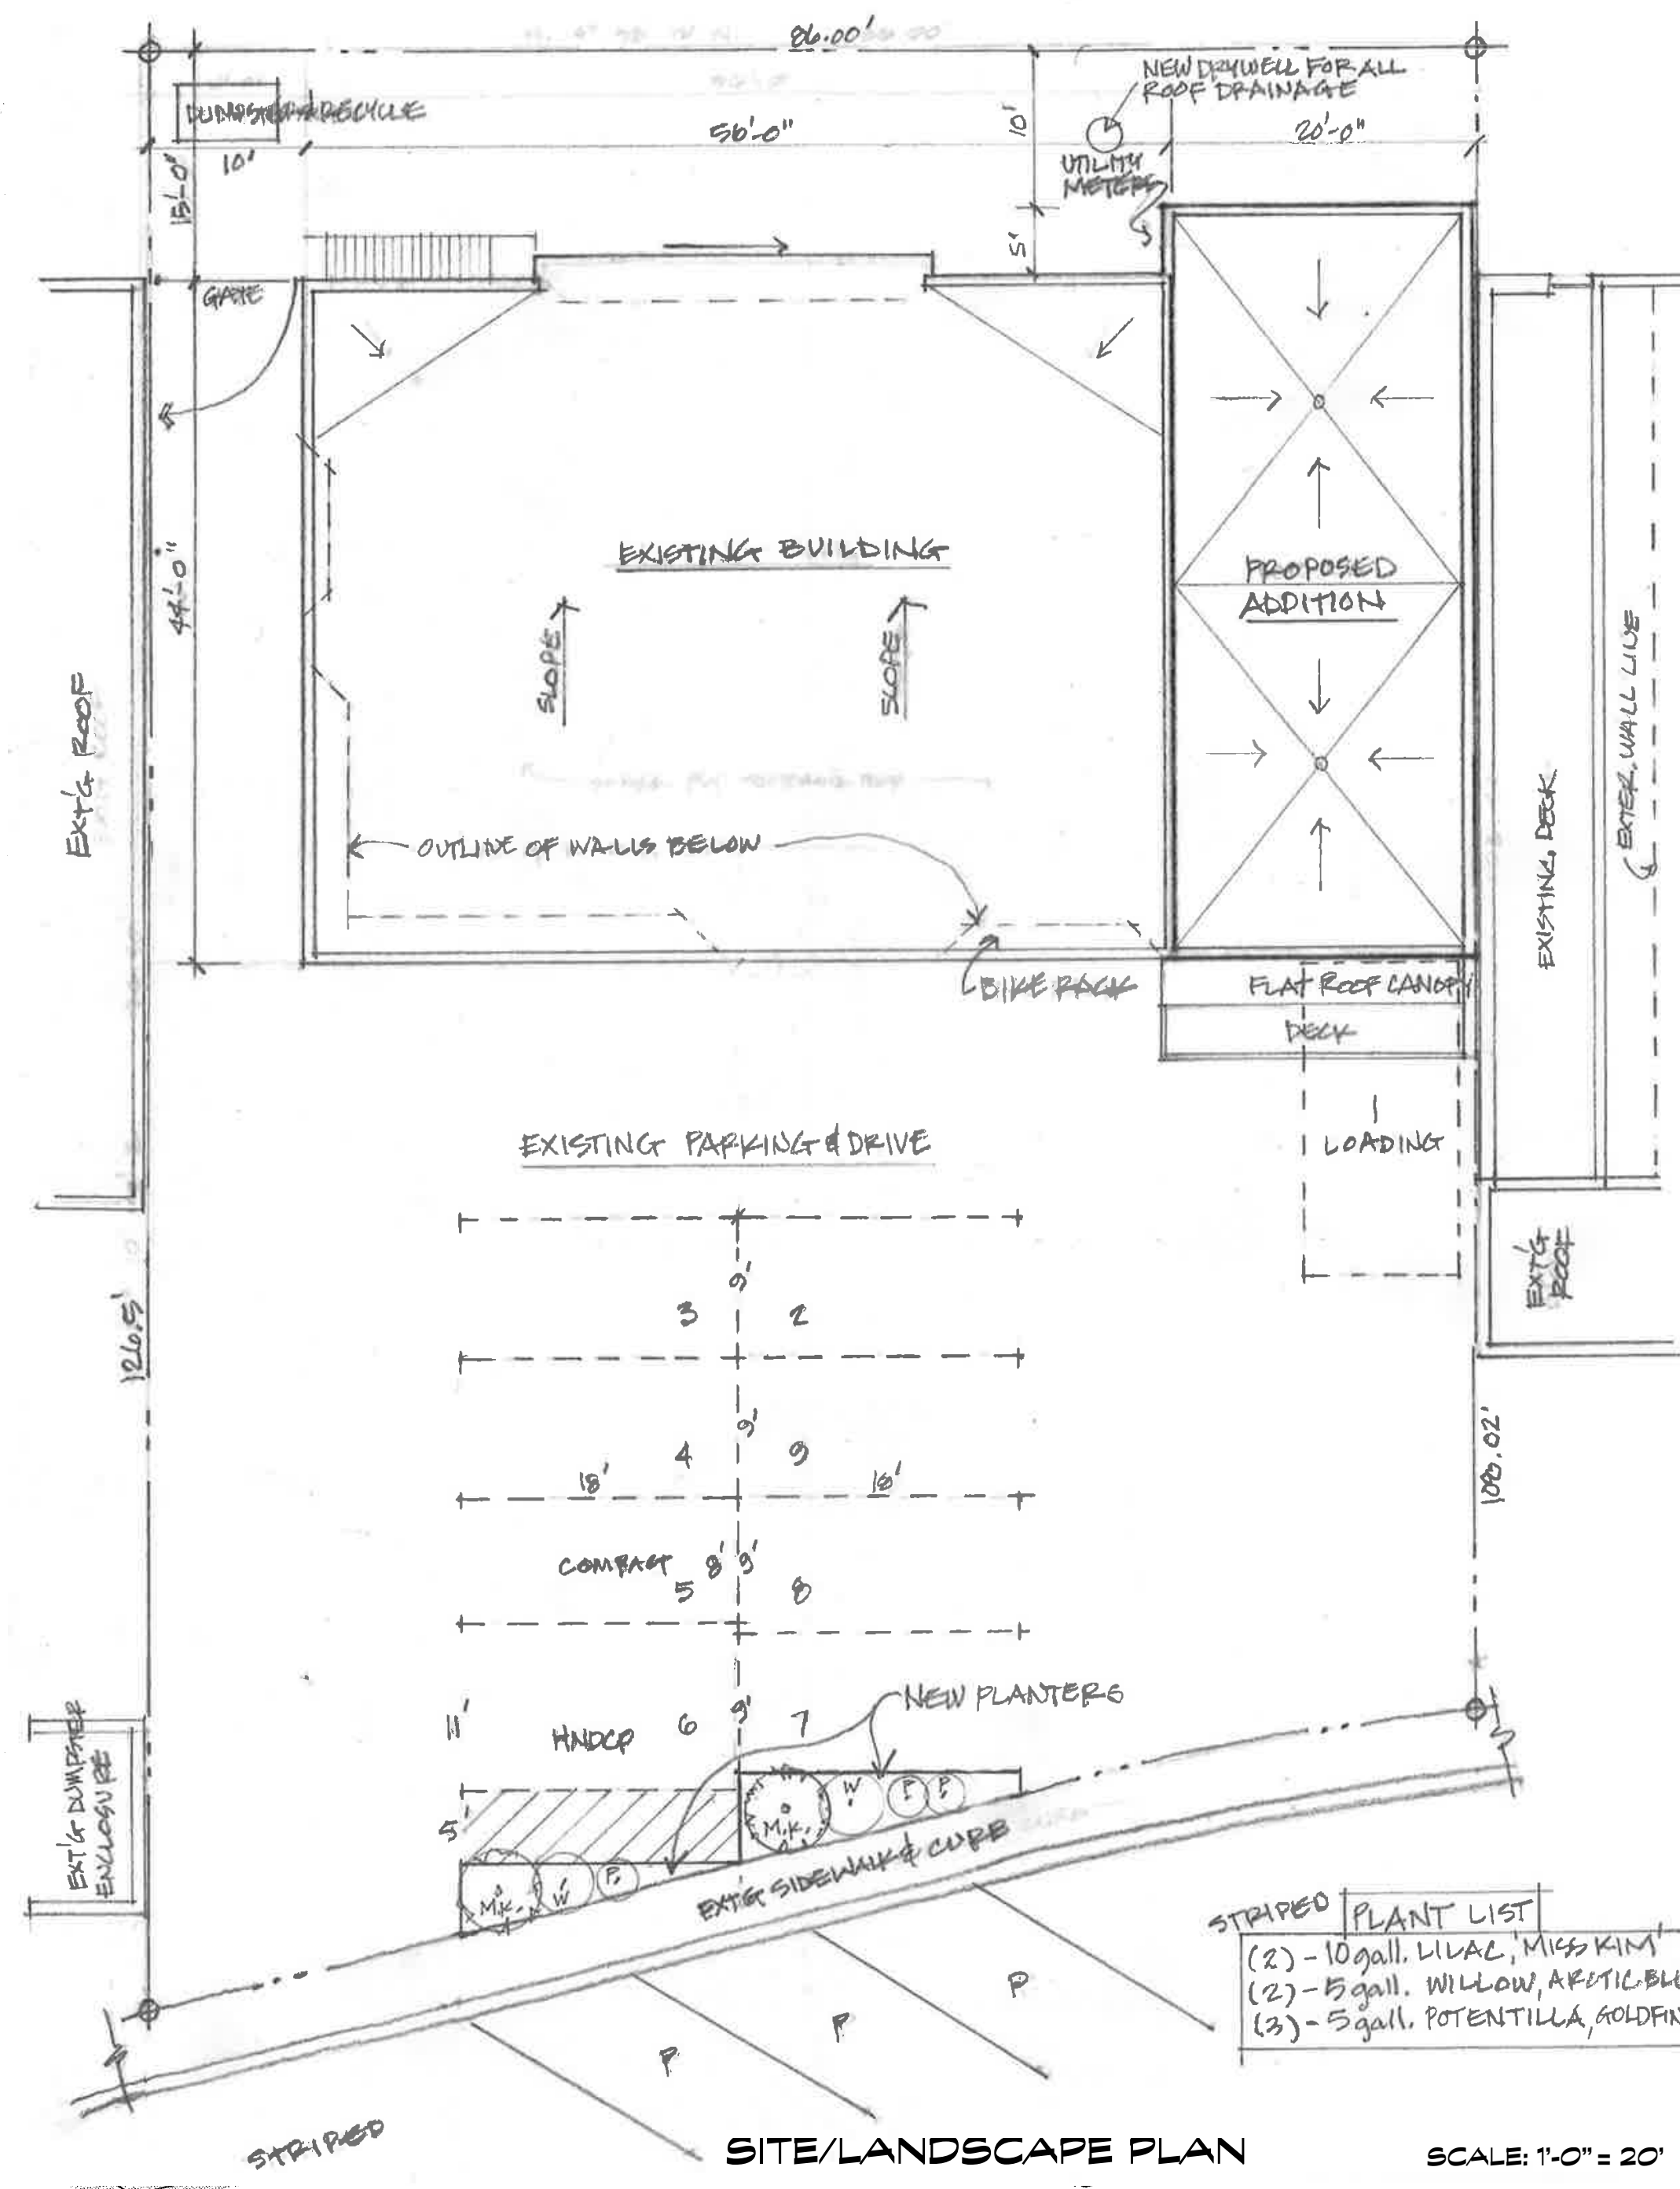 86.00'
NEW DRYWELL FOR ALL
ROOF DRAINAGE
DUMPSTER & RECYCLE
10'
15'-0"
56'-0"
10'
20'-0"
UTILITY
METERS
5'
GATE
44'-0"
EXISTING BUILDING
SLOPE
SLOPE
PROPOSED
ADDITION
EXT'G ROOF
OUTLINE OF WALLS BELOW
BIKE RACK
FLAT ROOF CANOPY
DECK
EXISTING DECK
EXTER. WALL LINE
EXISTING PARKING & DRIVE
LOADING
EXT'G
ROOF
126.5'
9'
3
2
9'
4
9
18'
18'
108.02'
COMPACT
8'
9'
5
8
11'
HNDCP
6
9'
7
NEW PLANTERS
EXT'G DUMPSTER
ENCLOSURE
5'
M.K.
W
P
P
M.K.
W
P
EXT'G SIDEWALK & CURB
STRIPED
PLANT LIST
(2) - 10 gall. LILAC, 'MISS KIM'
(2) - 5 gall. WILLOW, ARCTIC BLU
(3) - 5 gall. POTENTILLA, GOLDFIN
P
P
P
STRIPED
SITE/LANDSCAPE PLAN
SCALE: 1'-0" = 20'